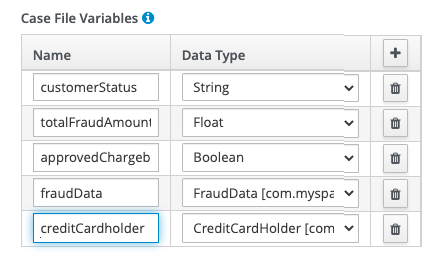 Case File Variables
Name Data Type
customerStatus String
totalFraudAmount Float
approvedChargeb Boolean
fraudData FraudData [com.myspa
creditCardholder CreditCardHolder [com